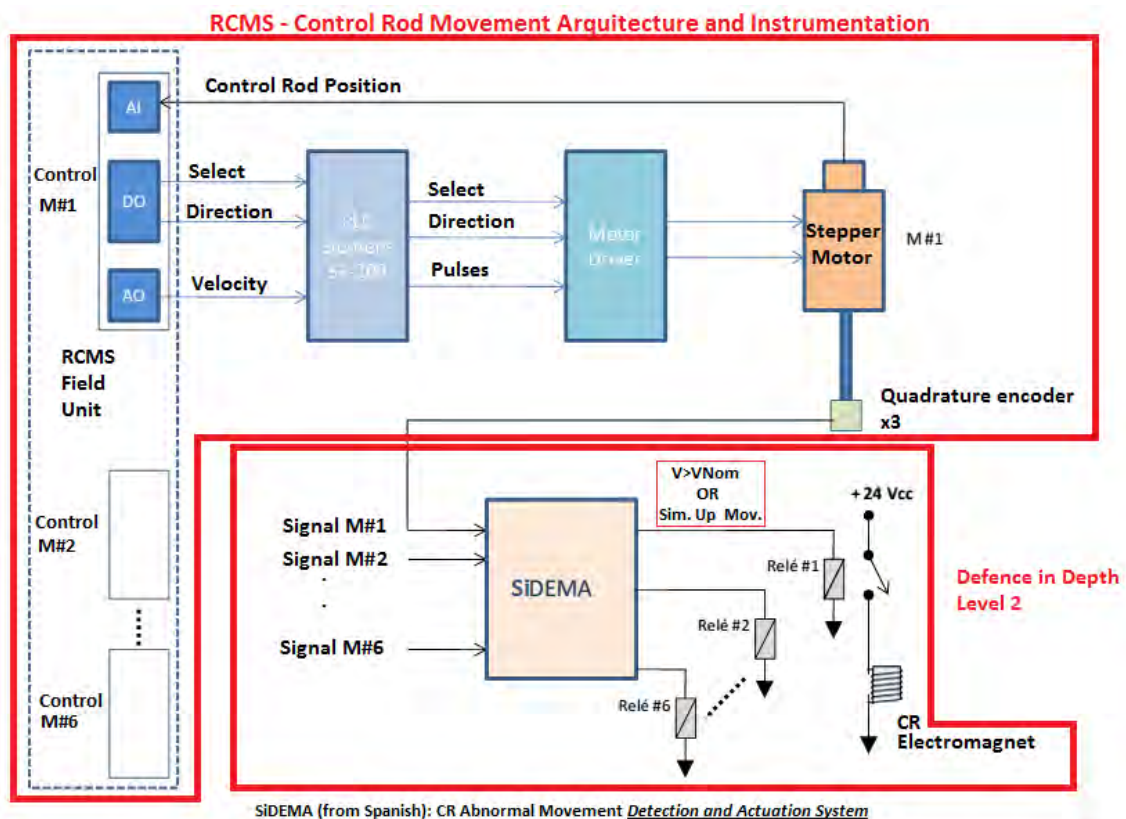 RCMS - Control Rod Movement Arquitecture and Instrumentation
AI
Control Rod Position
Control
M#1
DO
Select
Direction
Select
Direction
Pulses
Motor
Driver
Stepper
Motor
M#1
AO
Velocity
RCMS
Field
Unit
Quadrature encoder
x3
Control
M#2
Control
M#6
Signal M#1
Signal M#2
Signal M#6
SiDEMA
V>VNom
OR
Sim. Up Mov.
+ 24 Vcc
Relé #1
Relé #2
Relé #6
CR
Electromagnet
Defence in Depth
Level 2
SiDEMA (from Spanish): CR Abnormal Movement Detection and Actuation System